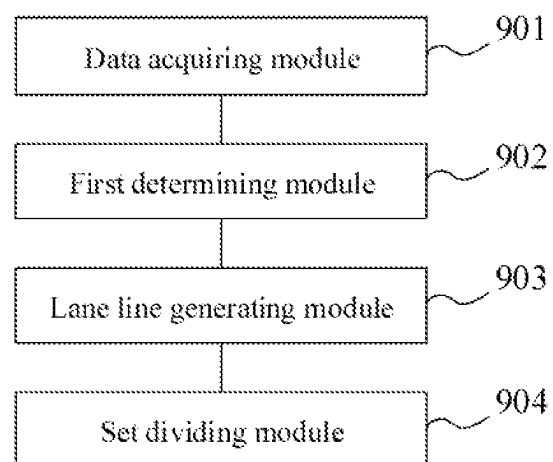 901
Data acquiring module
902
First determining module
903
Lane line generating module
904
Set dividing module